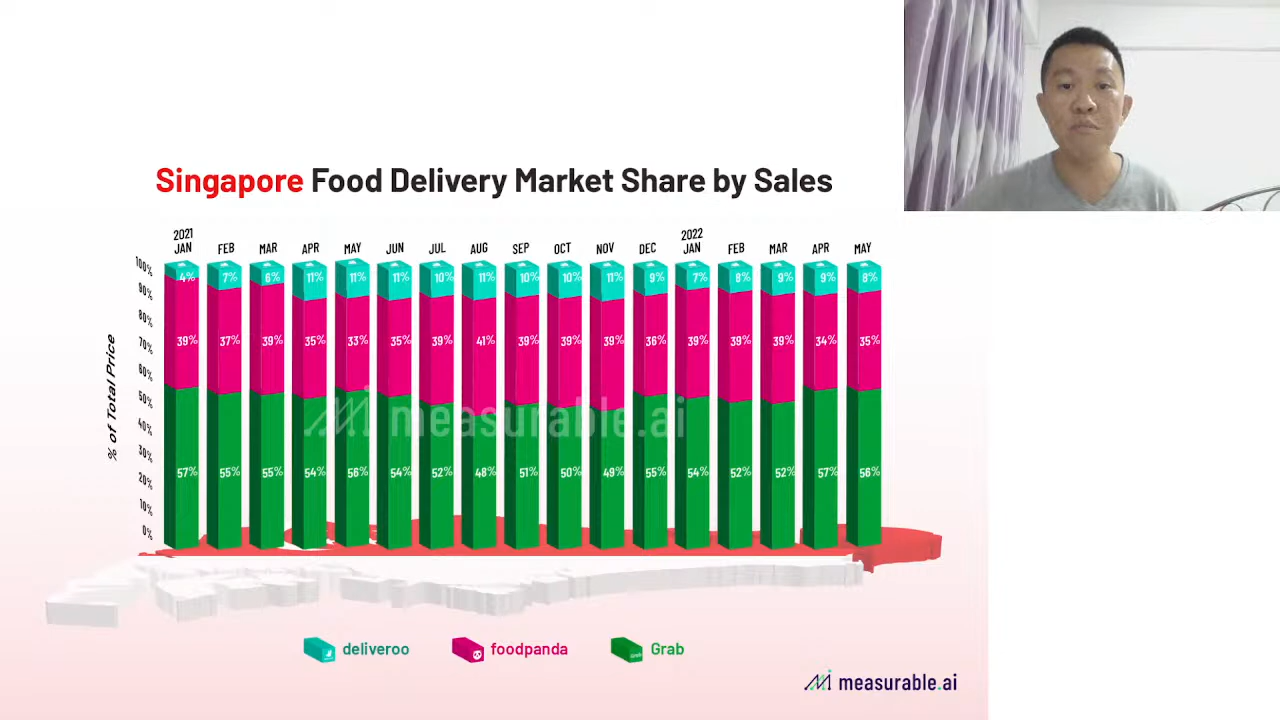 Singapore Food Delivery Market Share by Sales
2021 2022
JAN FEB MAR APR MAY JUN JUL AUG SEP OCT NOV DEC JAN FEB MAR APR MAY
100%
4% 7% 6% 11% 11% 11% 10% 11% 10% 10% 11% 9% 7% 8% 9% 9% 8%
90%
80%
70%
39% 37% 39% 35% 33% 35% 39% 41% 39% 39% 39% 36% 39% 39% 39% 34% 35%
60%
50%
40%
30%
57% 55% 55% 54% 56% 54% 52% 48% 51% 50% 49% 55% 54% 52% 52% 57% 56%
20%
10%
0%
% of Total Price
measurable.ai
deliveroo foodpanda Grab
measurable.ai